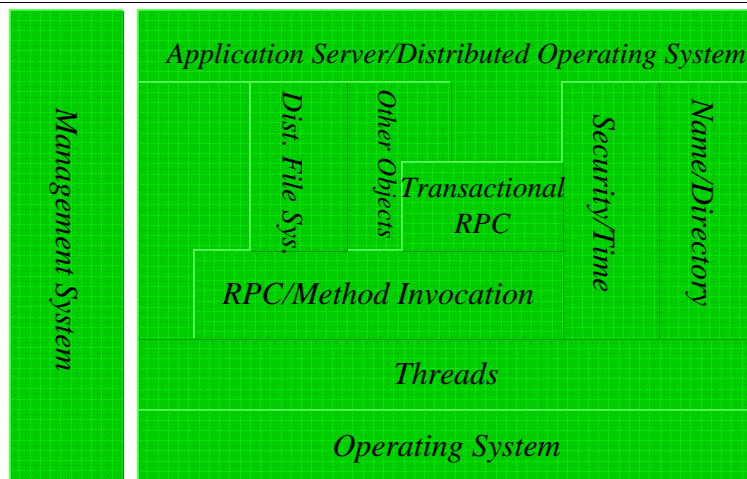 Management System
Application Server/Distributed Operating System
Dist. File Sys.
Other Objects
Transactional
RPC
Security/Time
Name/Directory
RPC/Method Invocation
Threads
Operating System